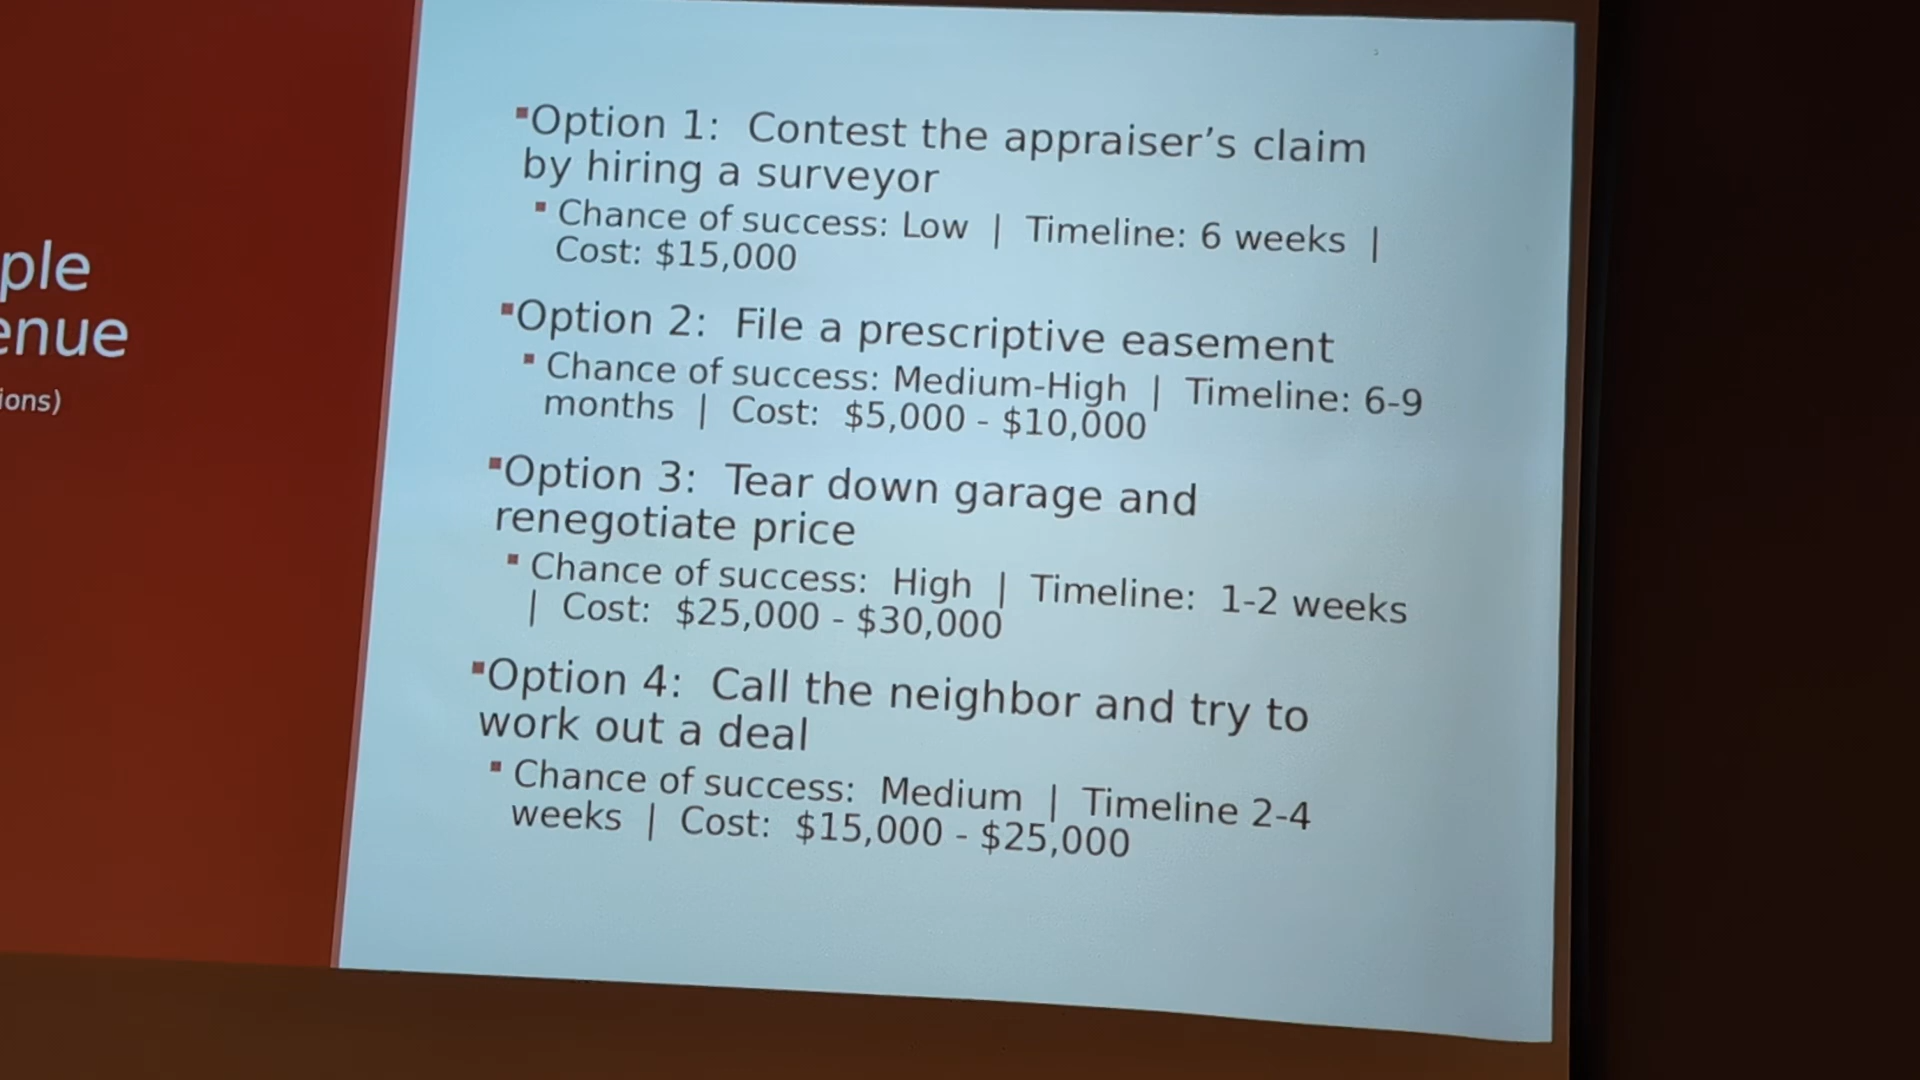 ple
enue
ions)
▪Option 1:  Contest the appraiser’s claim
by hiring a surveyor
▪ Chance of success: Low  |  Timeline: 6 weeks  |
Cost: $15,000
▪Option 2:  File a prescriptive easement
▪ Chance of success: Medium-High  |  Timeline: 6-9
months  |  Cost:  $5,000 - $10,000
▪Option 3:  Tear down garage and
renegotiate price
▪ Chance of success:  High  |  Timeline:  1-2 weeks
|  Cost:  $25,000 - $30,000
▪Option 4:  Call the neighbor and try to
work out a deal
▪ Chance of success:  Medium  |  Timeline 2-4
weeks  |  Cost:  $15,000 - $25,000